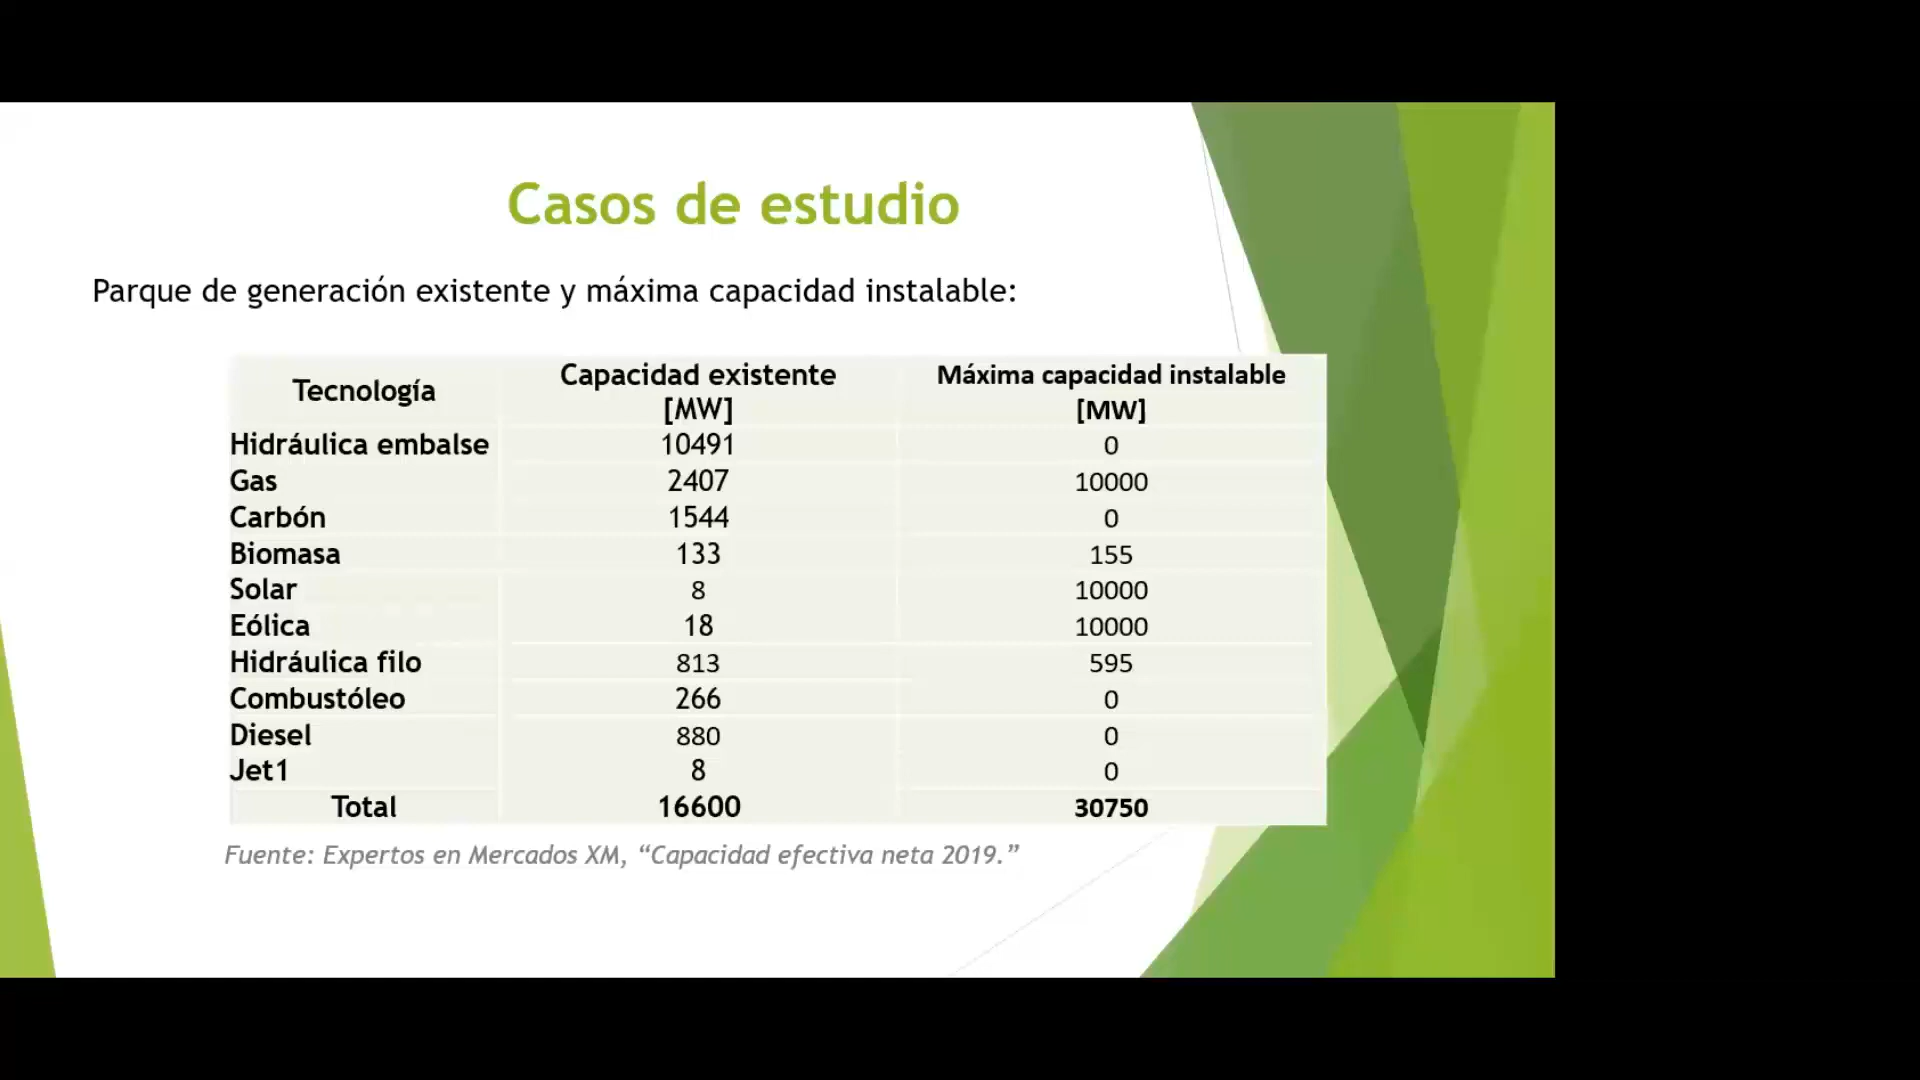 Casos de estudio
Parque de generación existente y máxima capacidad instalable:
Tecnología Capacidad existente [MW] Máxima capacidad instalable [MW]
Hidráulica embalse 10491 0
Gas 2407 10000
Carbón 1544 0
Biomasa 133 155
Solar 8 10000
Eólica 18 10000
Hidráulica filo 813 595
Combustóleo 266 0
Diesel 880 0
Jet1 8 0
Total 16600 30750
Fuente: Expertos en Mercados XM, “Capacidad efectiva neta 2019.”